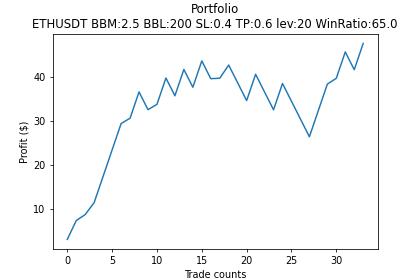 Portfolio
ETHUSDT BBM:2.5 BBL:200 SL:0.4 TP:0.6 lev:20 WinRatio:65.0
Profit ($)
40
30
20
10
0 5 10 15 20 25 30
Trade counts